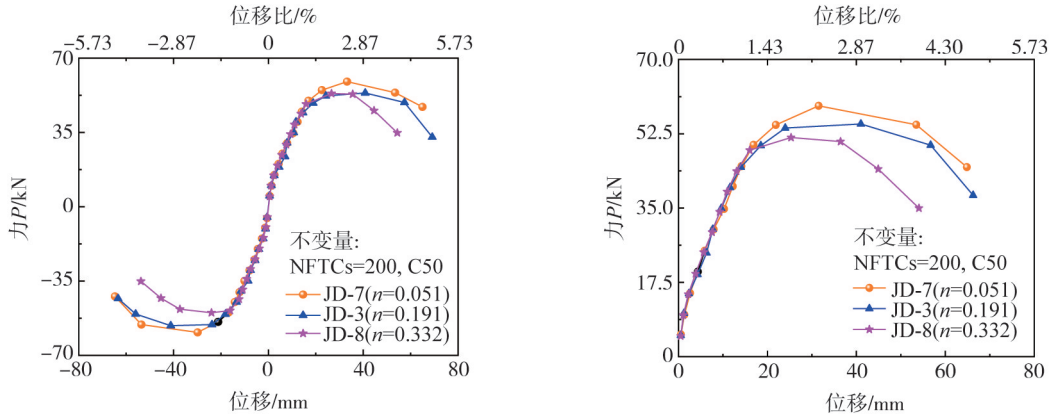 位移比/%
−5.73 −2.87 0 2.87 5.73
70
35
0
−35
−70
力P/kN
不变量:
NFTCs=200, C50
JD-7(n=0.051)
JD-3(n=0.191)
JD-8(n=0.332)
−80 −40 0 40 80
位移/mm
位移比/%
0 1.43 2.87 4.30 5.73
70.0
52.5
35.0
17.5
0
力P/kN
不变量:
NFTCs=200, C50
JD-7(n=0.051)
JD-3(n=0.191)
JD-8(n=0.332)
0 20 40 60 80
位移/mm